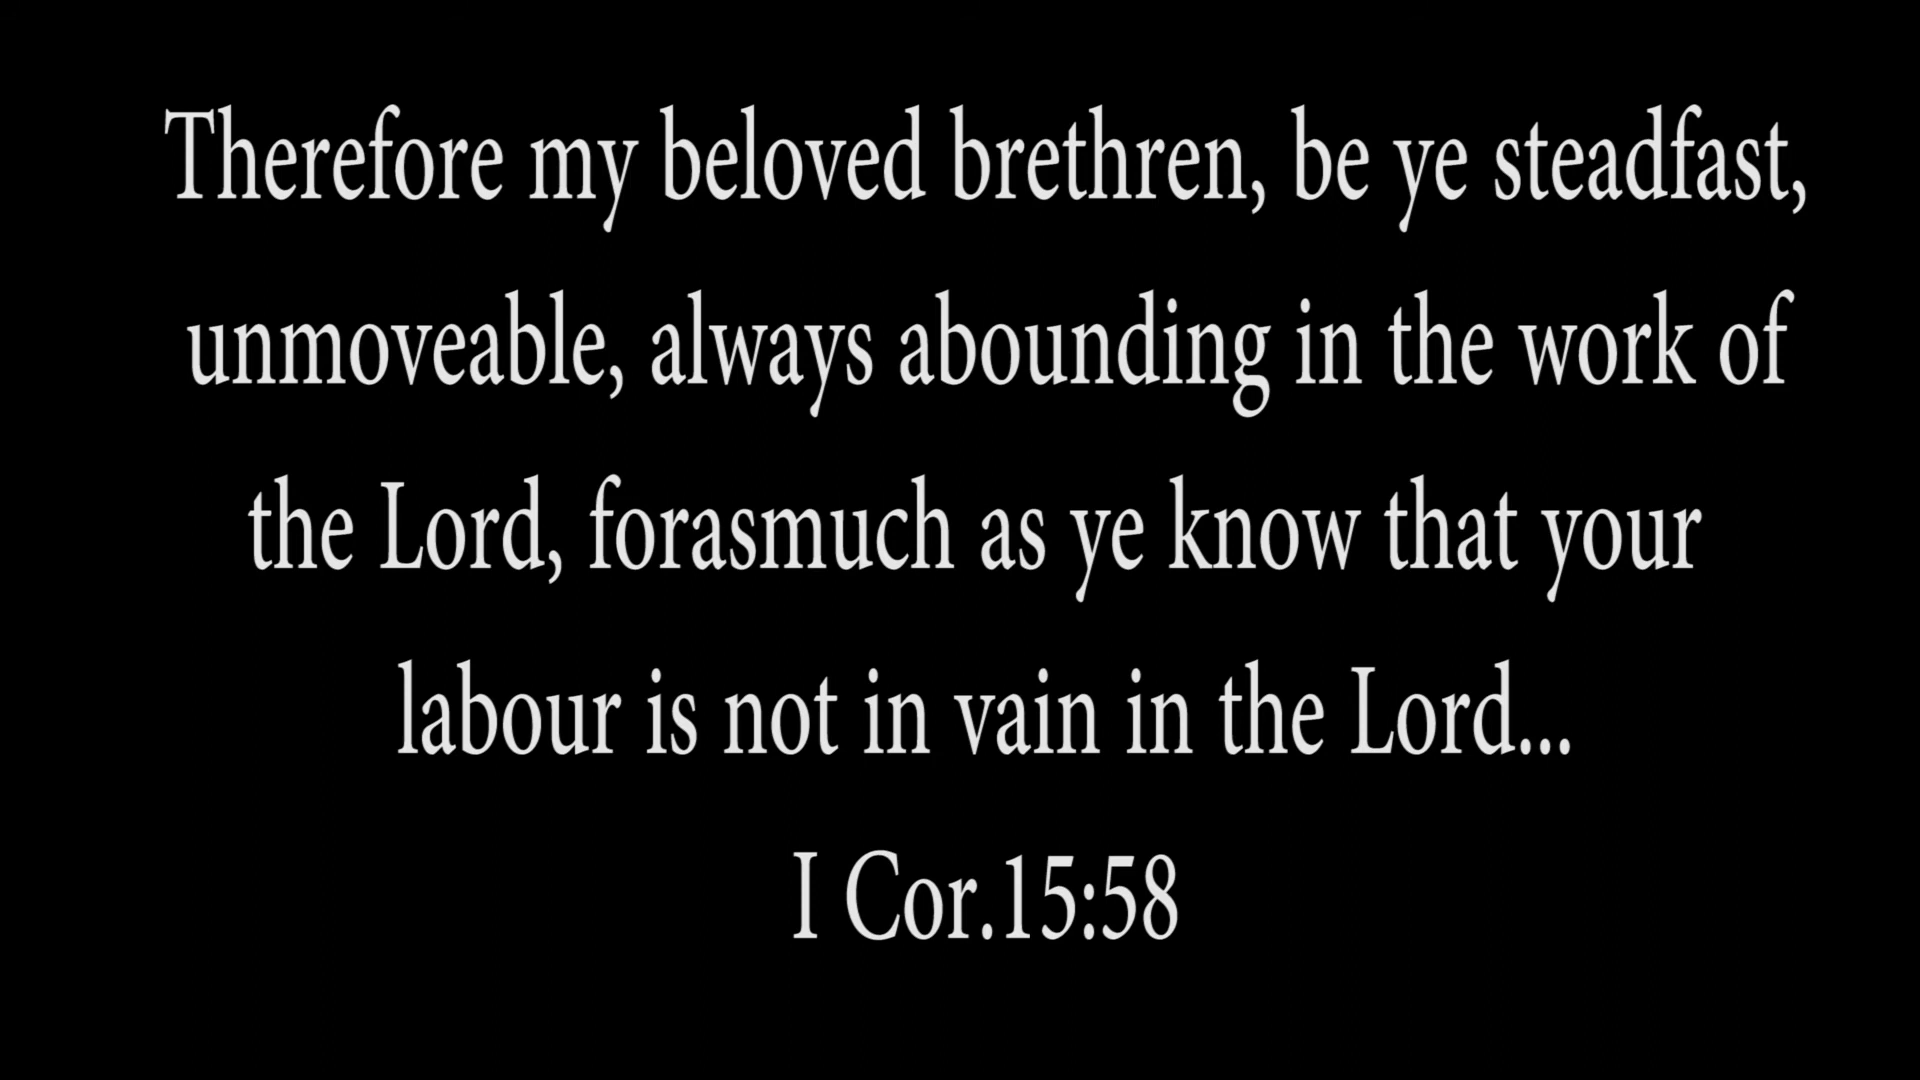 Therefore my beloved brethren, be ye steadfast,
unmoveable, always abounding in the work of
the Lord, forasmuch as ye know that your
labour is not in vain in the Lord...
I Cor.15:58